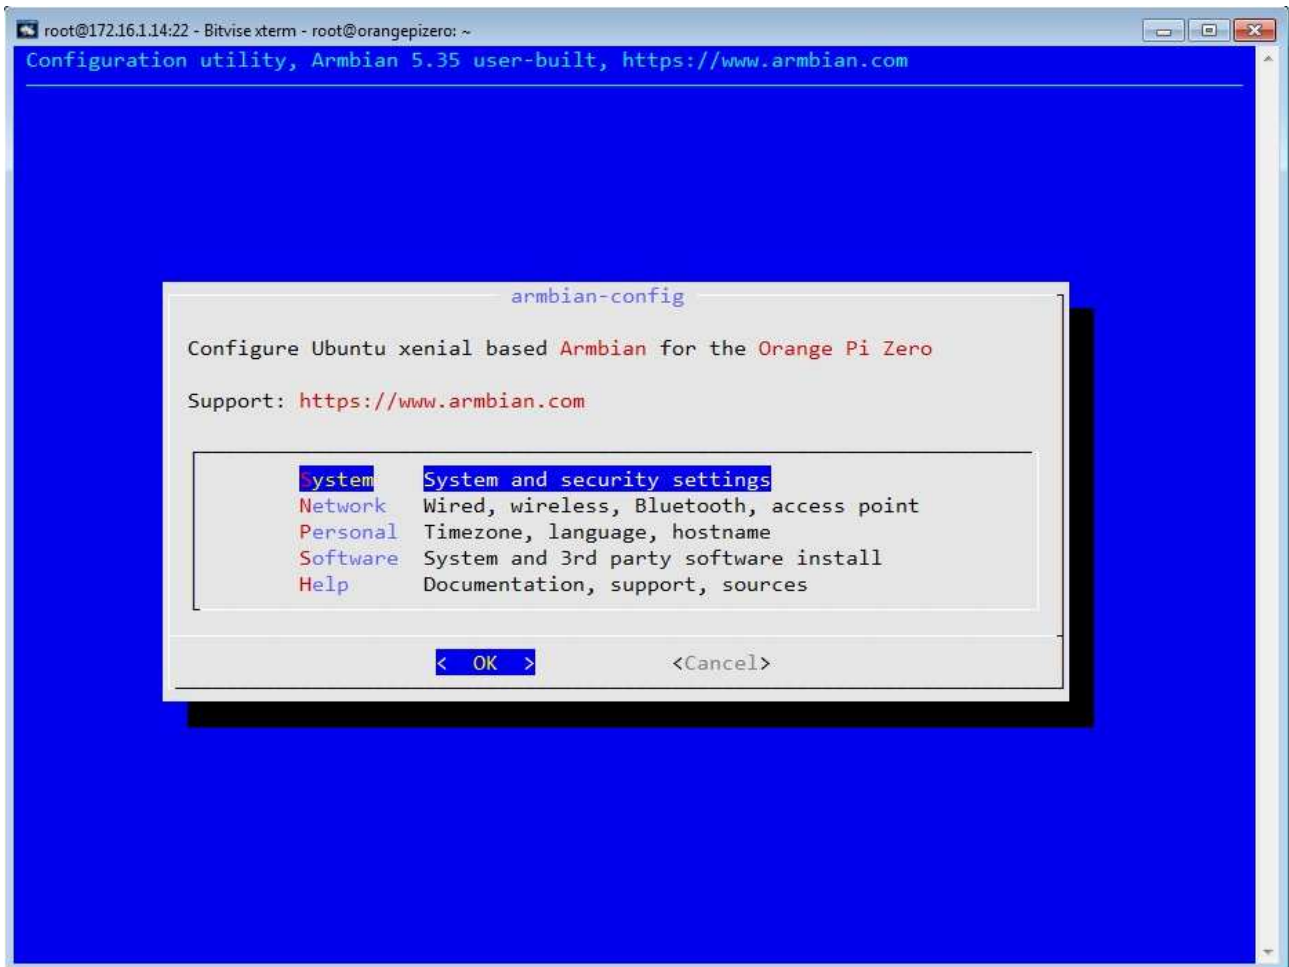 root@172.16.1.14:22 - Bitvise xterm - root@orangepizero: ~
Configuration utility, Armbian 5.35 user-built, https://www.armbian.com
armbian-config
Configure Ubuntu xenial based Armbian for the Orange Pi Zero
Support: https://www.armbian.com
System System and security settings
Network Wired, wireless, Bluetooth, access point
Personal Timezone, language, hostname
Software System and 3rd party software install
Help Documentation, support, sources
< OK > <Cancel>